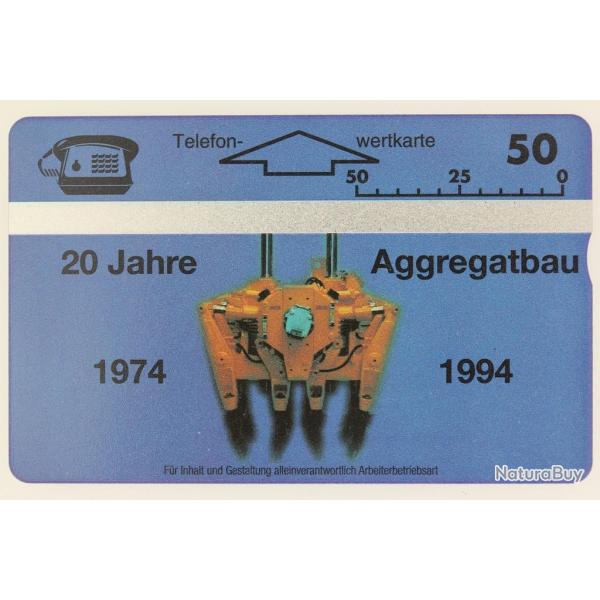 Telefon- wertkarte 50
50 25 0
20 Jahre Aggregatbau
1974 1994
Für Inhalt und Gestaltung alleinverantwortlich Arbeiterbetriebsart
NaturaBuy